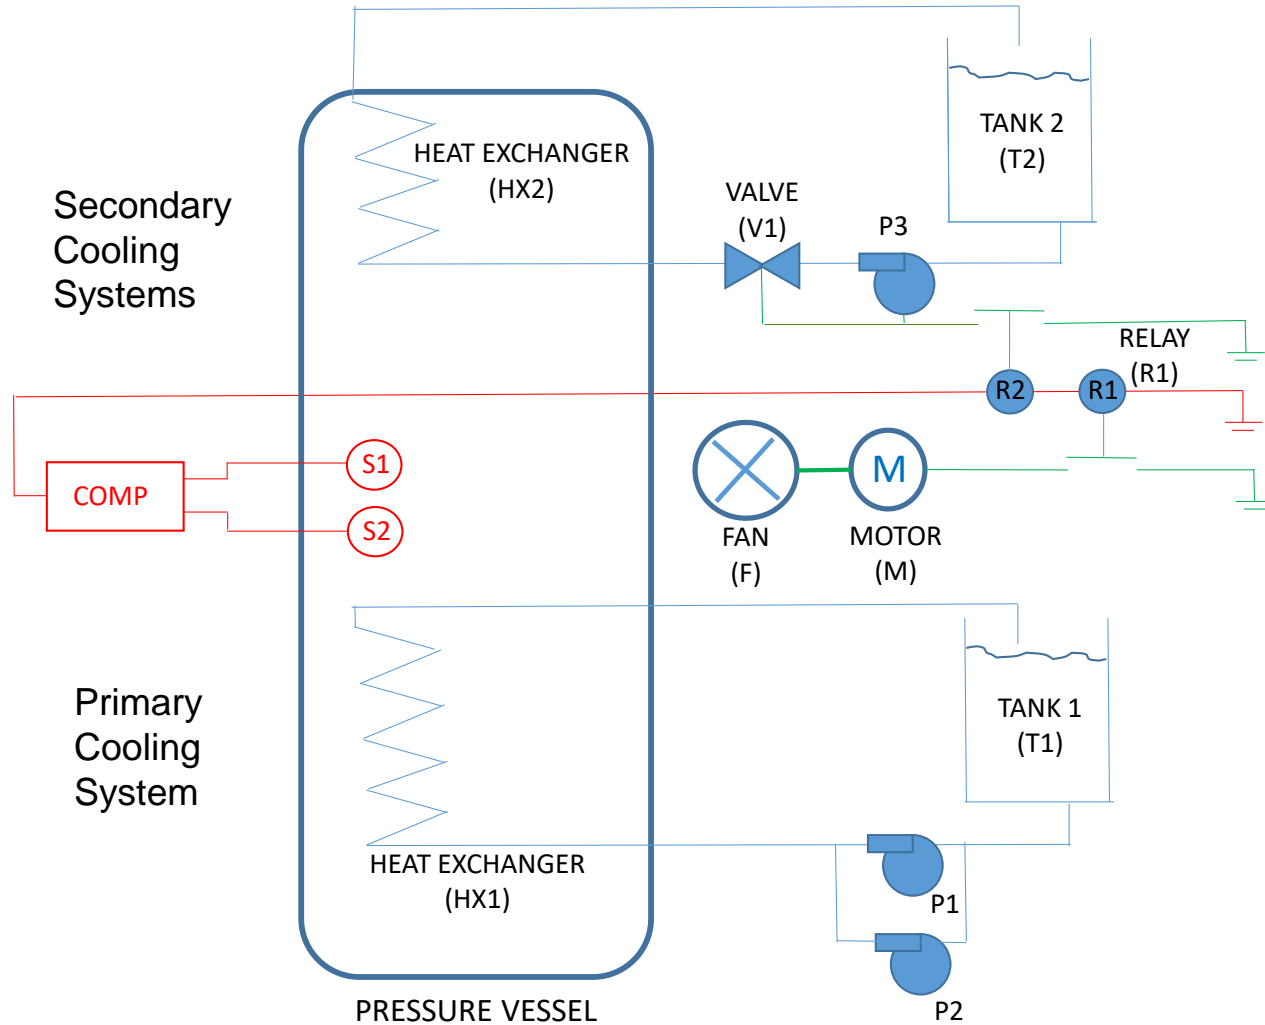 TANK 2
(T2)
HEAT EXCHANGER
(HX2)
VALVE
(V1)
P3
Secondary
Cooling
Systems
RELAY
(R1)
R2
R1
S1
COMP
S2
M
FAN
(F)
MOTOR
(M)
Primary
Cooling
System
TANK 1
(T1)
HEAT EXCHANGER
(HX1)
P1
P2
PRESSURE VESSEL